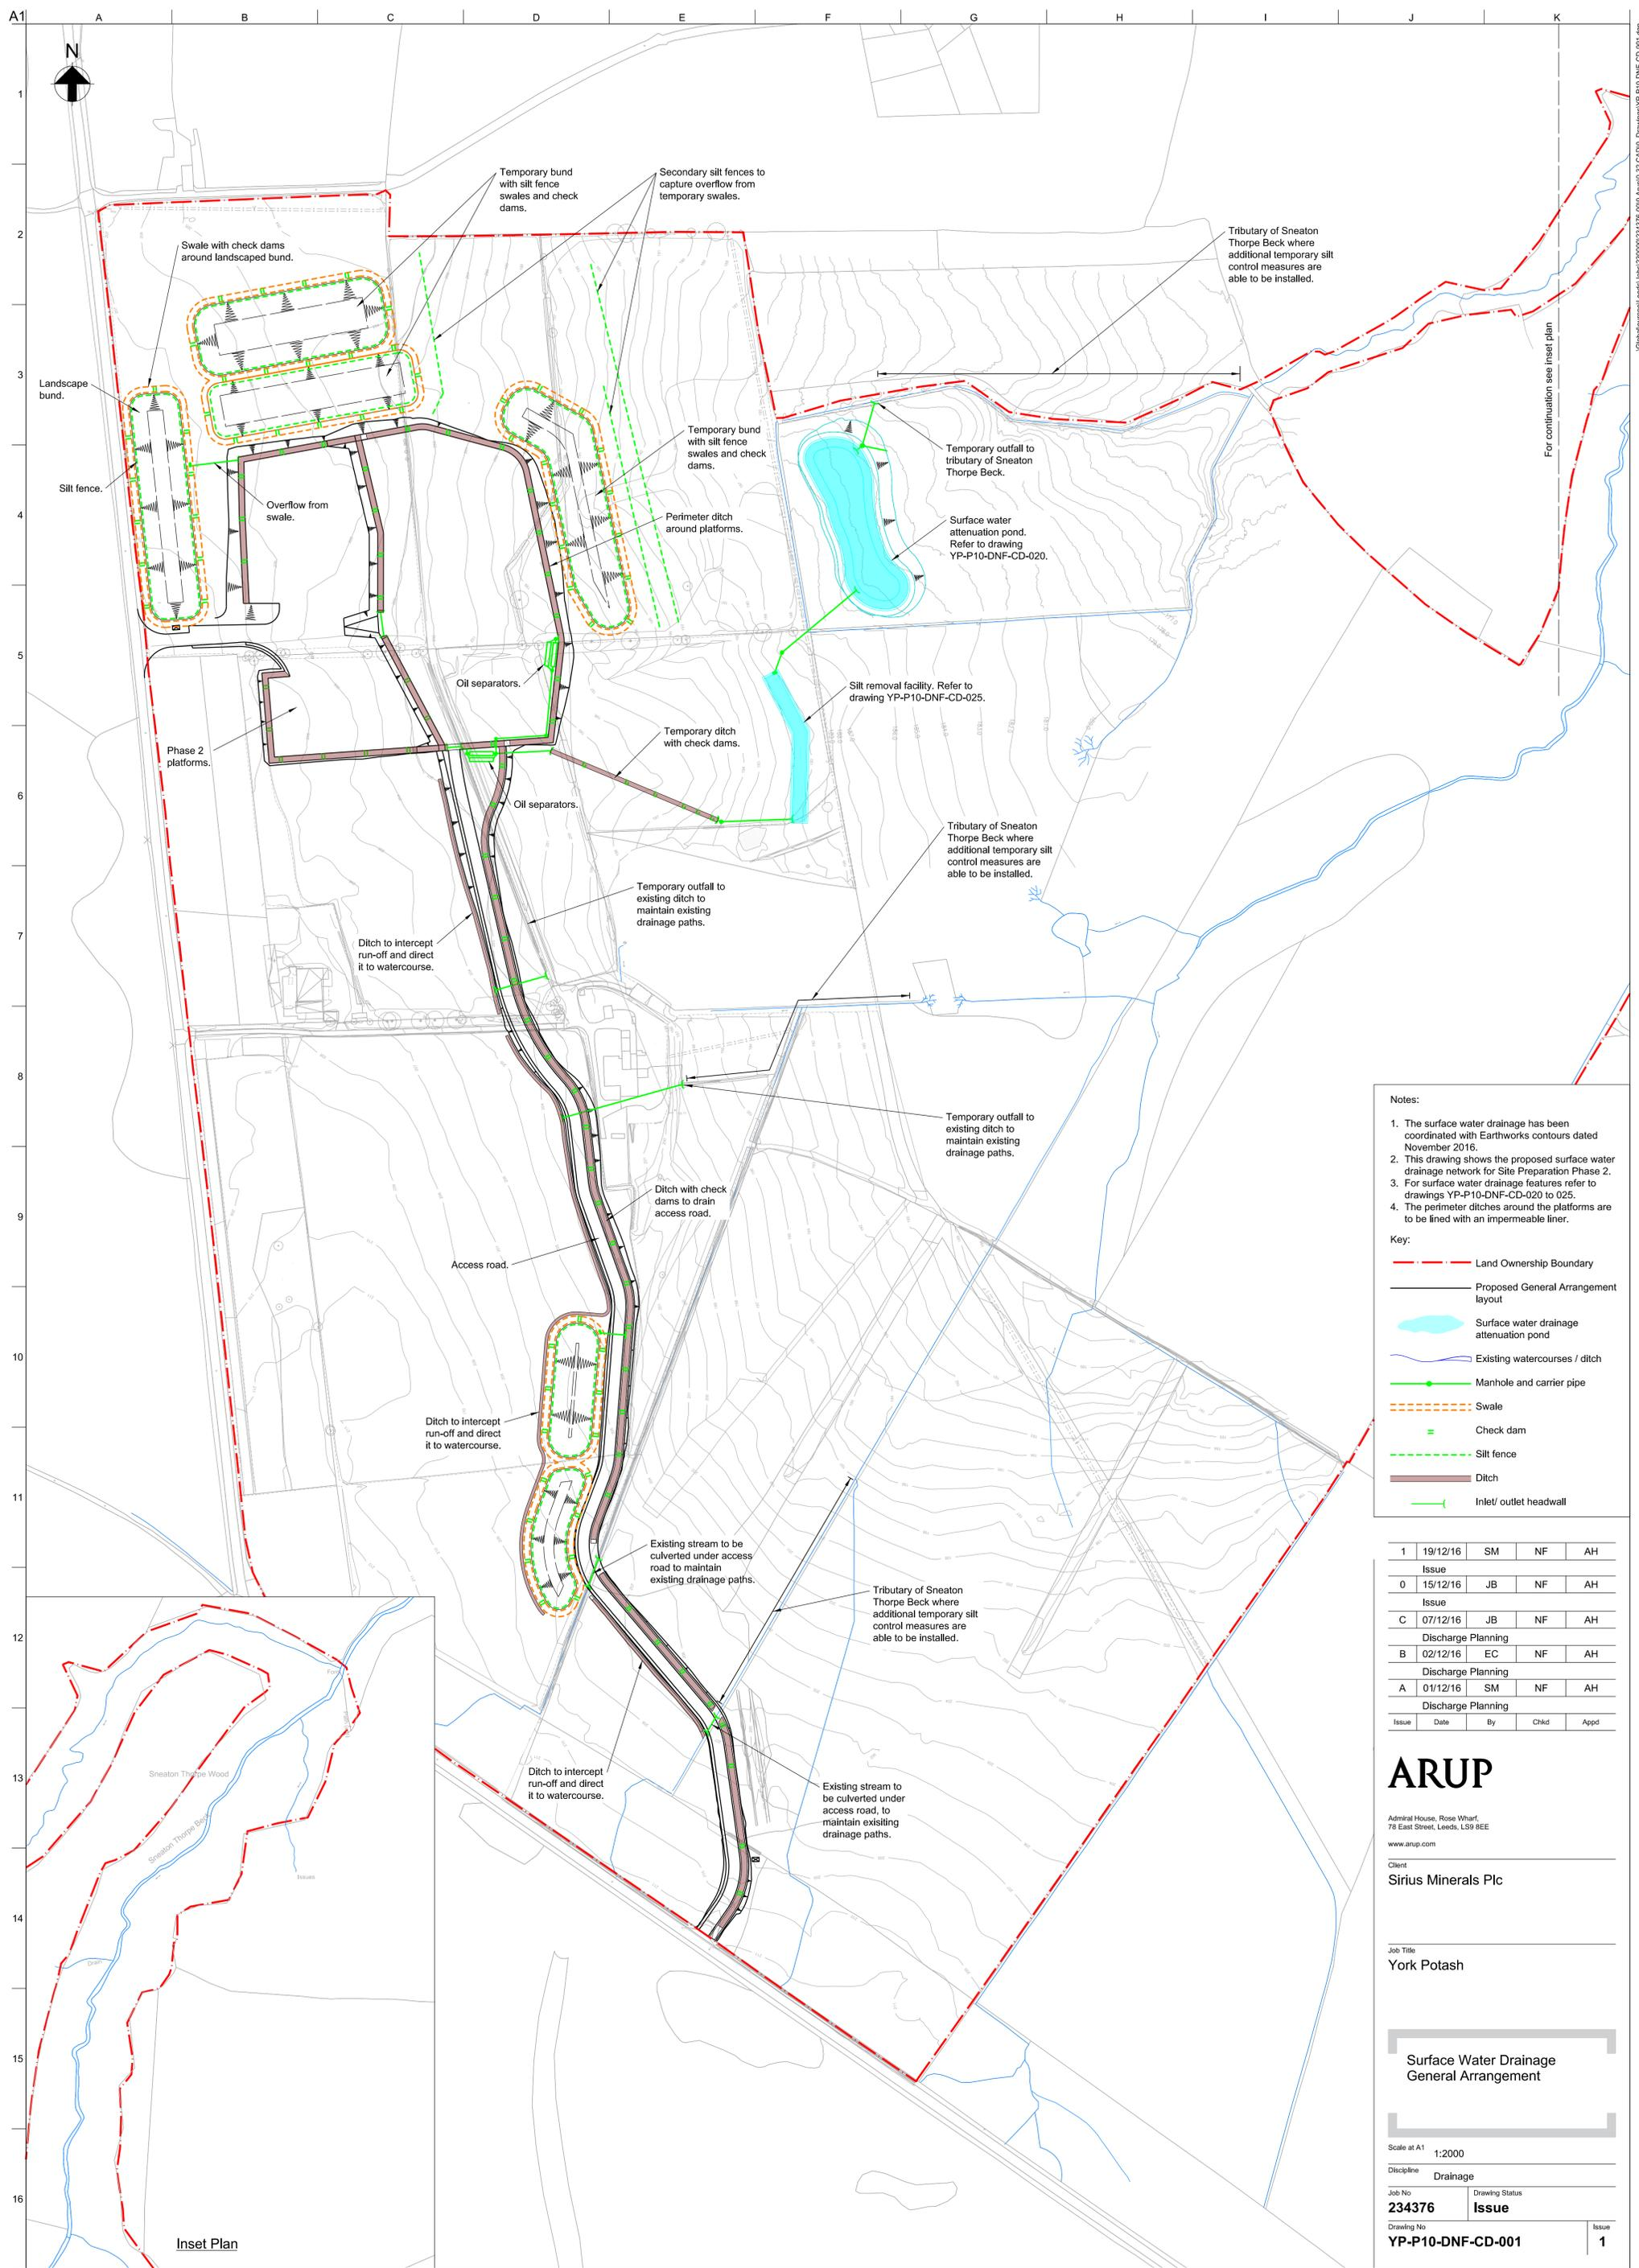 A1
A
B
C
D
E
F
G
H
I
J
K
N
1
2
3
4
5
6
7
8
9
10
11
12
13
14
15
16
Temporary bund
with silt fence
swales and check
dams.
Secondary silt fences to
capture overflow from
temporary swales.
Swale with check dams
around landscaped bund.
Tributary of Sneaton
Thorpe Beck where
additional temporary silt
control measures are
able to be installed.
For continuation see inset plan
Landscape
bund.
Silt fence.
Overflow from
swale.
Temporary bund
with silt fence
swales and check
dams.
Temporary outfall to
tributary of Sneaton
Thorpe Beck.
Perimeter ditch
around platforms.
Surface water
attenuation pond.
Refer to drawing
YP-P10-DNF-CD-020.
Oil separators.
Silt removal facility. Refer to
drawing YP-P10-DNF-CD-025.
Phase 2
platforms.
Temporary ditch
with check dams.
Oil separators.
Tributary of Sneaton
Thorpe Beck where
additional temporary silt
control measures are
able to be installed.
Temporary outfall to
existing ditch to
maintain existing
drainage paths.
Ditch to intercept
run-off and direct
it to watercourse.
Temporary outfall to
existing ditch to
maintain existing
drainage paths.
Ditch with check
dams to drain
access road.
Access road.
Ditch to intercept
run-off and direct
it to watercourse.
Existing stream to be
culverted under access
road to maintain
existing drainage paths.
Tributary of Sneaton
Thorpe Beck where
additional temporary silt
control measures are
able to be installed.
Ditch to intercept
run-off and direct
it to watercourse.
Existing stream to
be culverted under
access road, to
maintain exisiting
drainage paths.
Sneaton Thorpe Wood
Sneaton Thorpe Beck
Issues
Drain
Inset Plan
Notes:
1. The surface water drainage has been
coordinated with Earthworks contours dated
November 2016.
2. This drawing shows the proposed surface water
drainage network for Site Preparation Phase 2.
3. For surface water drainage features refer to
drawings YP-P10-DNF-CD-020 to 025.
4. The perimeter ditches around the platforms are
to be lined with an impermeable liner.
Key:
Land Ownership Boundary
Proposed General Arrangement
layout
Surface water drainage
attenuation pond
Existing watercourses / ditch
Manhole and carrier pipe
Swale
Check dam
Silt fence
Ditch
Inlet/ outlet headwall
1 19/12/16 SM NF AH
Issue
0 15/12/16 JB NF AH
Issue
C 07/12/16 JB NF AH
Discharge Planning
B 02/12/16 EC NF AH
Discharge Planning
A 01/12/16 SM NF AH
Discharge Planning
Issue Date By Chkd Appd
ARUP
Admiral House, Rose Wharf,
78 East Street, Leeds, LS9 8EE
www.arup.com
Client
Sirius Minerals Plc
Job Title
York Potash
Surface Water Drainage
General Arrangement
Scale at A1 1:2000
Discipline Drainage
Job No Drawing Status
234376 Issue
Drawing No Issue
YP-P10-DNF-CD-001 1